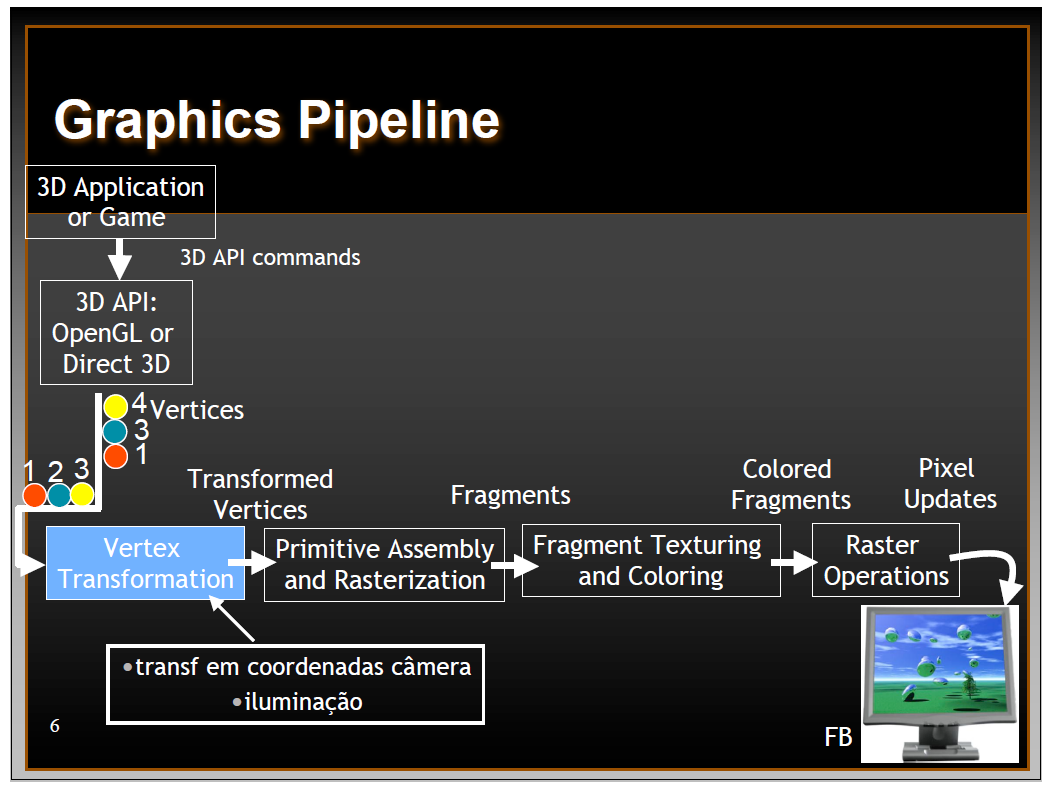 Graphics Pipeline
3D Application
or Game
3D API commands
3D API:
OpenGL or
Direct 3D
4
Vertices
3
1
1 2 3
Transformed
Vertices
Fragments
Colored
Fragments
Pixel
Updates
Vertex
Transformation
Primitive Assembly
and Rasterization
Fragment Texturing
and Coloring
Raster
Operations
•transf em coordenadas câmera
•iluminação
6
FB